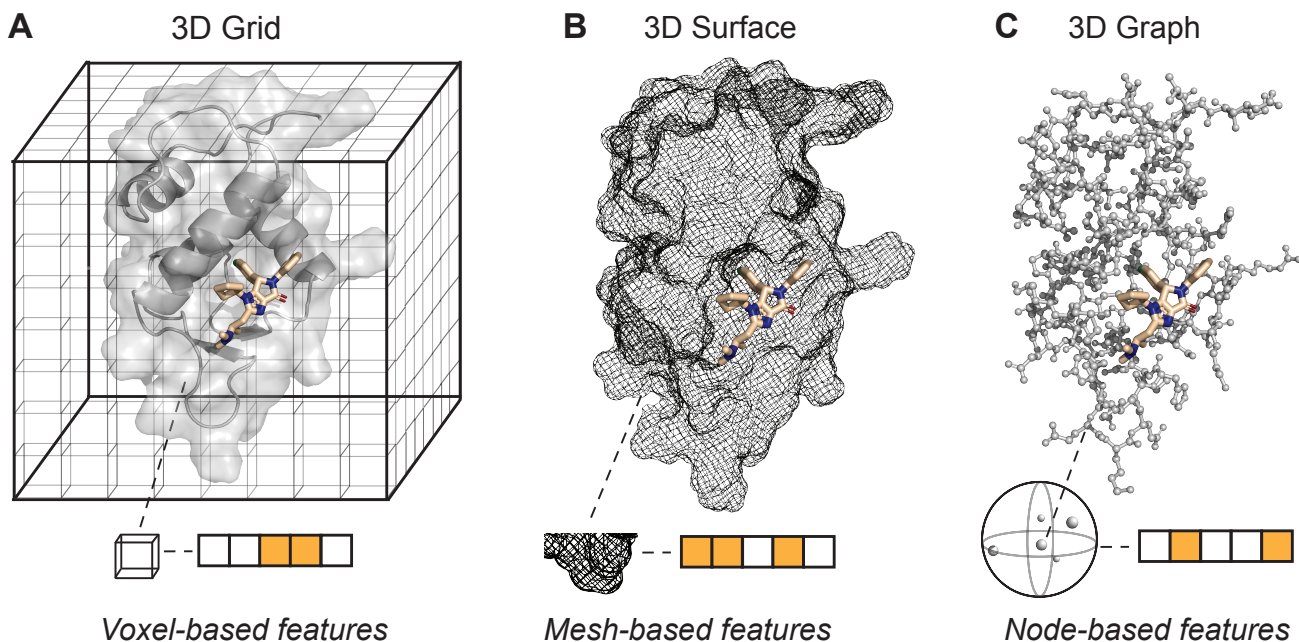 A 3D Grid
B 3D Surface
C 3D Graph
Voxel-based features
Mesh-based features
Node-based features